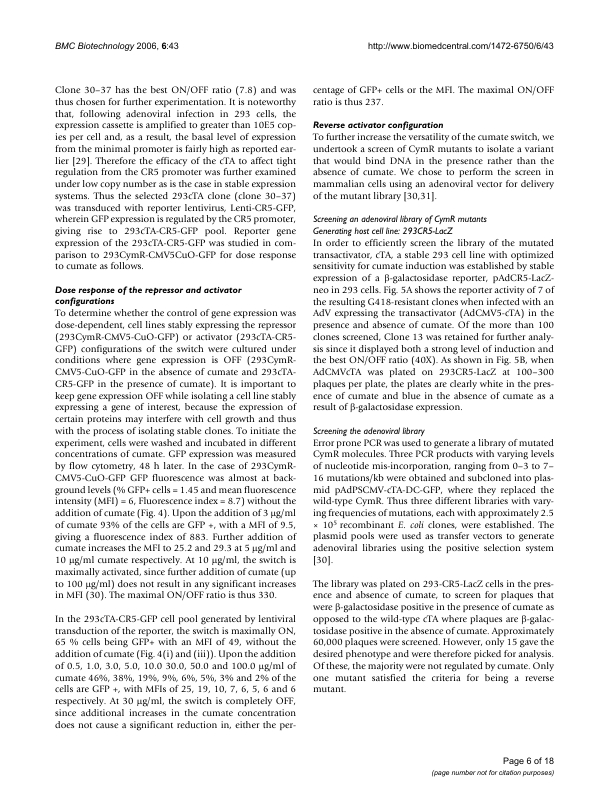 BMC Biotechnology 2006, 6:43
http://www.biomedcentral.com/1472-6750/6/43
Clone 30–37 has the best ON/OFF ratio (7.8) and was
thus chosen for further experimentation. It is noteworthy
that, following adenoviral infection in 293 cells, the
expression cassette is amplified to greater than 10E5 cop-
ies per cell and, as a result, the basal level of expression
from the minimal promoter is fairly high as reported ear-
lier [29]. Therefore the efficacy of the cTA to affect tight
regulation from the CR5 promoter was further examined
under low copy number as is the case in stable expression
systems. Thus the selected 293cTA clone (clone 30–37)
was transduced with reporter lentivirus, Lenti-CR5-GFP,
wherein GFP expression is regulated by the CR5 promoter,
giving rise to 293cTA-CR5-GFP pool. Reporter gene
expression of the 293cTA-CR5-GFP was studied in com-
parison to 293CymR-CMV5CuO-GFP for dose response
to cumate as follows.
Dose response of the repressor and activator
configurations
To determine whether the control of gene expression was
dose-dependent, cell lines stably expressing the repressor
(293CymR-CMV5-CuO-GFP) or activator (293cTA-CR5-
GFP) configurations of the switch were cultured under
conditions where gene expression is OFF (293CymR-
CMV5-CuO-GFP in the absence of cumate and 293cTA-
CR5-GFP in the presence of cumate). It is important to
keep gene expression OFF while isolating a cell line stably
expressing a gene of interest, because the expression of
certain proteins may interfere with cell growth and thus
with the process of isolating stable clones. To initiate the
experiment, cells were washed and incubated in different
concentrations of cumate. GFP expression was measured
by flow cytometry, 48 h later. In the case of 293CymR-
CMV5-CuO-GFP GFP fluorescence was almost at back-
ground levels (% GFP+ cells = 1.45 and mean fluorescence
intensity (MFI) = 6, Fluorescence index = 8.7) without the
addition of cumate (Fig. 4). Upon the addition of 3 μg/ml
of cumate 93% of the cells are GFP +, with a MFI of 9.5,
giving a fluorescence index of 883. Further addition of
cumate increases the MFI to 25.2 and 29.3 at 5 μg/ml and
10 μg/ml cumate respectively. At 10 μg/ml, the switch is
maximally activated, since further addition of cumate (up
to 100 μg/ml) does not result in any significant increases
in MFI (30). The maximal ON/OFF ratio is thus 330.
In the 293cTA-CR5-GFP cell pool generated by lentiviral
transduction of the reporter, the switch is maximally ON,
65 % cells being GFP+ with an MFI of 49, without the
addition of cumate (Fig. 4(i) and (iii)). Upon the addition
of 0.5, 1.0, 3.0, 5.0, 10.0 30.0, 50.0 and 100.0 μg/ml of
cumate 46%, 38%, 19%, 9%, 6%, 5%, 3% and 2% of the
cells are GFP +, with MFIs of 25, 19, 10, 7, 6, 5, 6 and 6
respectively. At 30 μg/ml, the switch is completely OFF,
since additional increases in the cumate concentration
does not cause a significant reduction in, either the per-
centage of GFP+ cells or the MFI. The maximal ON/OFF
ratio is thus 237.
Reverse activator configuration
To further increase the versatility of the cumate switch, we
undertook a screen of CymR mutants to isolate a variant
that would bind DNA in the presence rather than the
absence of cumate. We chose to perform the screen in
mammalian cells using an adenoviral vector for delivery
of the mutant library [30,31].
Screening an adenoviral library of CymR mutants
Generating host cell line: 293CR5-LacZ
In order to efficiently screen the library of the mutated
transactivator, cTA, a stable 293 cell line with optimized
sensitivity for cumate induction was established by stable
expression of a β-galactosidase reporter, pAdCR5-LacZ-
neo in 293 cells. Fig. 5A shows the reporter activity of 7 of
the resulting G418-resistant clones when infected with an
AdV expressing the transactivator (AdCMV5-cTA) in the
presence and absence of cumate. Of the more than 100
clones screened, Clone 13 was retained for further analy-
sis since it displayed both a strong level of induction and
the best ON/OFF ratio (40X). As shown in Fig. 5B, when
AdCMVcTA was plated on 293CR5-LacZ at 100–300
plaques per plate, the plates are clearly white in the pres-
ence of cumate and blue in the absence of cumate as a
result of β-galactosidase expression.
Screening the adenoviral library
Error prone PCR was used to generate a library of mutated
CymR molecules. Three PCR products with varying levels
of nucleotide mis-incorporation, ranging from 0–3 to 7–
16 mutations/kb were obtained and subcloned into plas-
mid pAdPSCMV-cTA-DC-GFP, where they replaced the
wild-type CymR. Thus three different libraries with vary-
ing frequencies of mutations, each with approximately 2.5
× 10⁵ recombinant E. coli clones, were established. The
plasmid pools were used as transfer vectors to generate
adenoviral libraries using the positive selection system
[30].
The library was plated on 293-CR5-LacZ cells in the pres-
ence and absence of cumate, to screen for plaques that
were β-galactosidase positive in the presence of cumate as
opposed to the wild-type cTA where plaques are β-galac-
tosidase positive in the absence of cumate. Approximately
60,000 plaques were screened. However, only 15 gave the
desired phenotype and were therefore picked for analysis.
Of these, the majority were not regulated by cumate. Only
one mutant satisfied the criteria for being a reverse
mutant.
Page 6 of 18
(page number not for citation purposes)